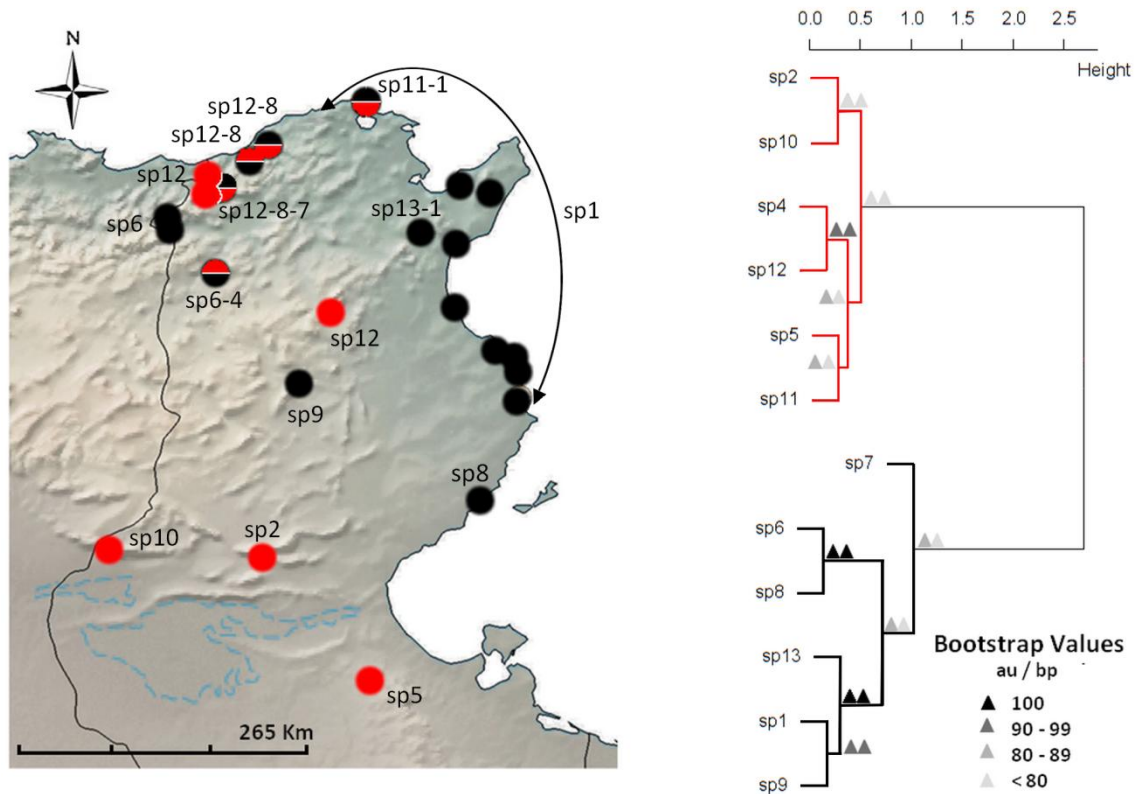 N
sp11-1
sp12-8
sp12-8
sp12
sp12-8-7
sp13-1
sp1
sp6
sp6-4
sp12
sp9
sp8
sp10
sp2
sp5
265 Km
0.0 0.5 1.0 1.5 2.0 2.5
Height
sp2
sp10
sp4
sp12
sp5
sp11
sp7
sp6
sp8
sp13
sp1
sp9
Bootstrap Values
au / bp
100
90 - 99
80 - 89
< 80